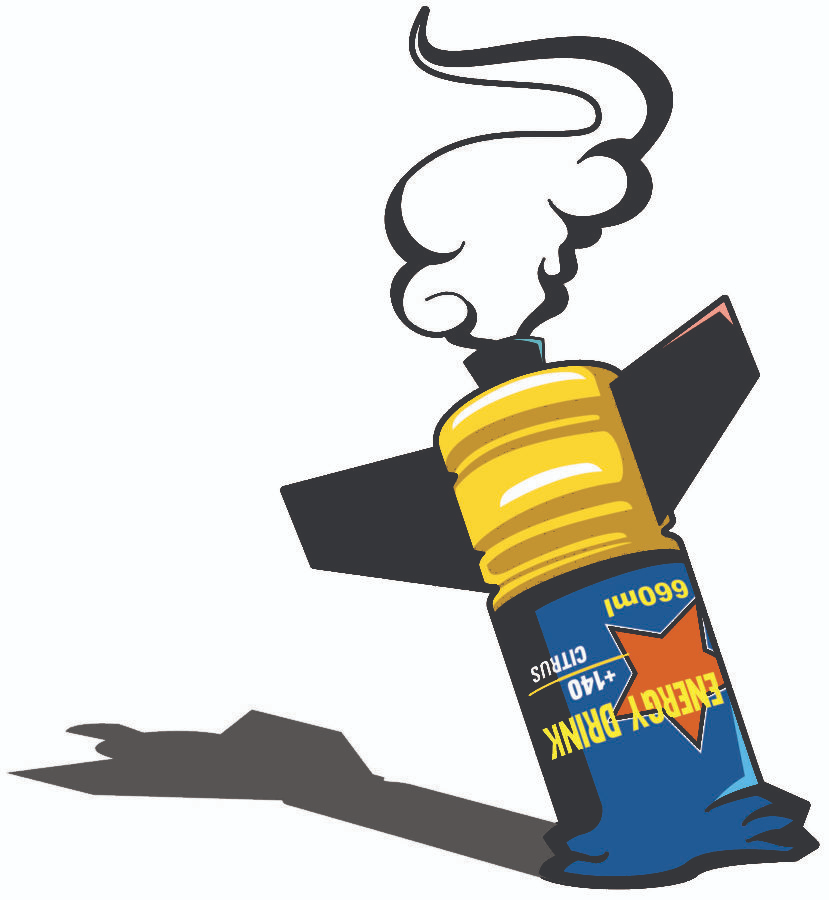 ENERGY DRINK
+140
CITRUS
660ml